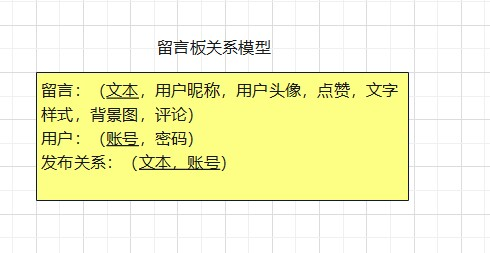 留言板关系模型
留言：（文本，用户昵称，用户头像，点赞，文字
样式，背景图，评论）
用户：（账号，密码）
发布关系：（文本，账号）